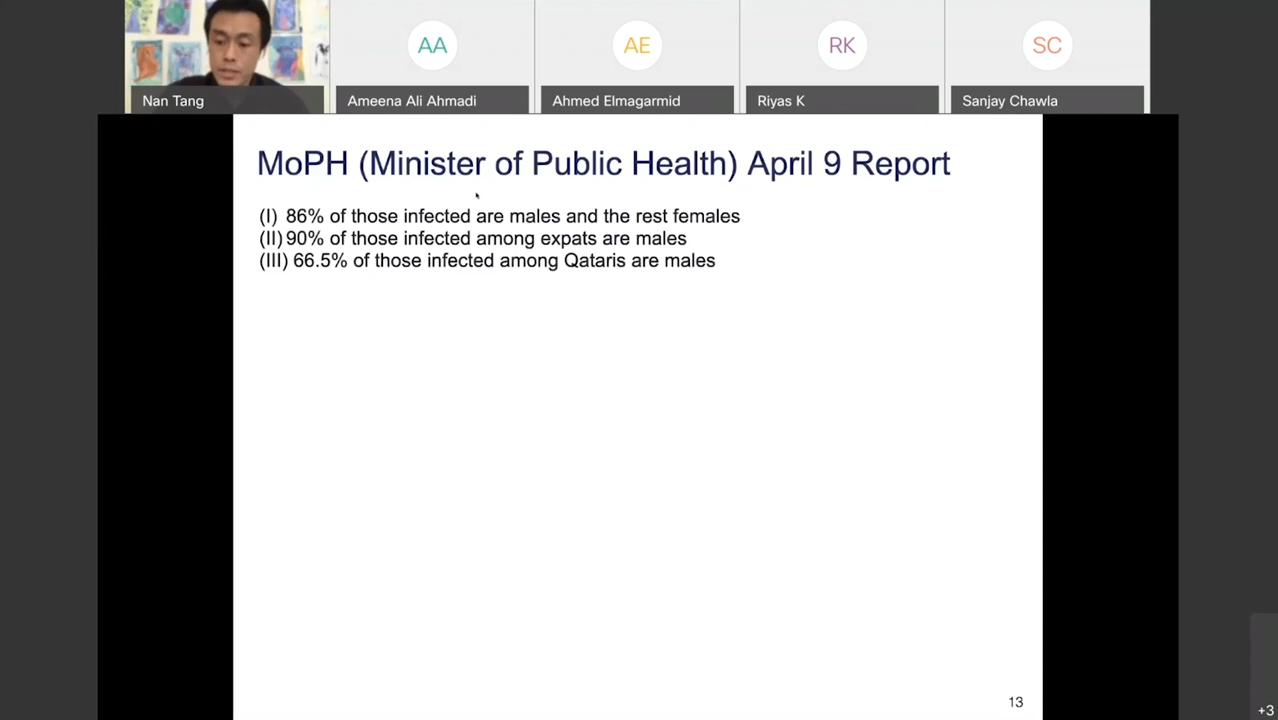 AA
AE
RK
SC
Nan Tang
Ameena Ali Ahmadi
Ahmed Elmagarmid
Riyas K
Sanjay Chawla
MoPH (Minister of Public Health) April 9 Report
(I) 86% of those infected are males and the rest females
(II) 90% of those infected among expats are males
(III) 66.5% of those infected among Qataris are males
13
+3